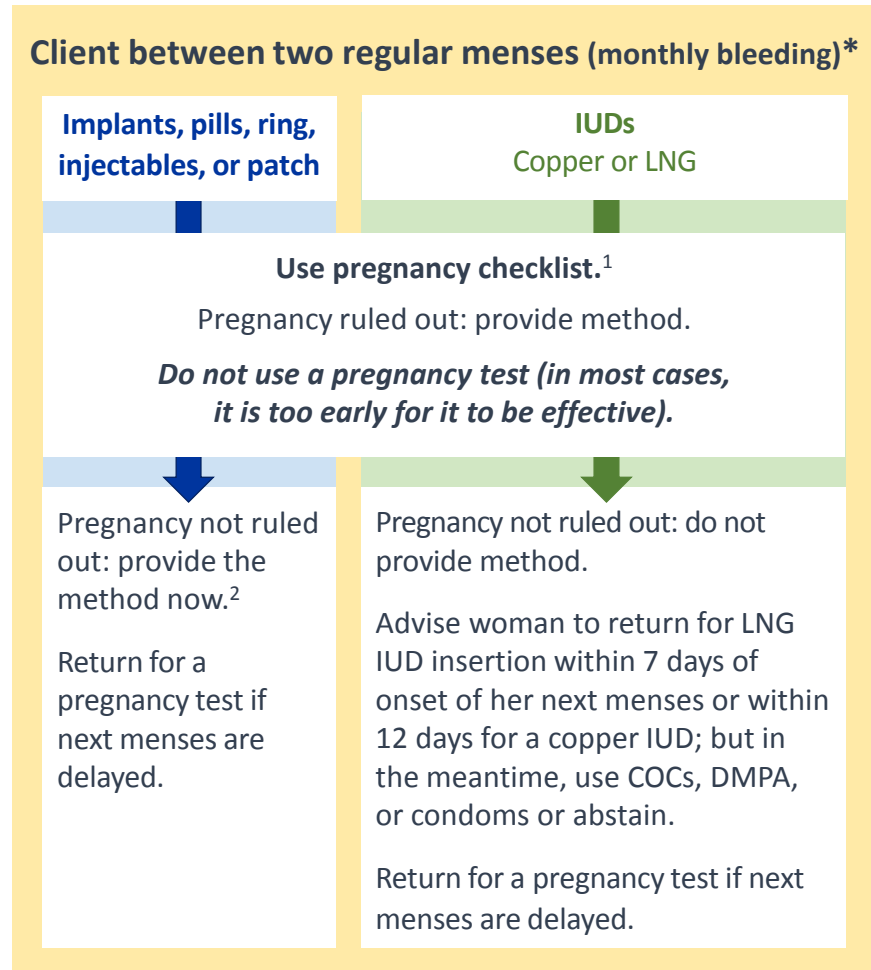 Client between two regular menses (monthly bleeding)*
Implants, pills, ring,
injectables, or patch
IUDs
Copper or LNG
Use pregnancy checklist.1
Pregnancy ruled out: provide method.
Do not use a pregnancy test (in most cases,
it is too early for it to be effective).
Pregnancy not ruled
out: provide the
method now.2
Return for a
pregnancy test if
next menses are
delayed.
Pregnancy not ruled out: do not
provide method.
Advise woman to return for LNG
IUD insertion within 7 days of
onset of her next menses or within
12 days for a copper IUD; but in
the meantime, use COCs, DMPA,
or condoms or abstain.
Return for a pregnancy test if next
menses are delayed.